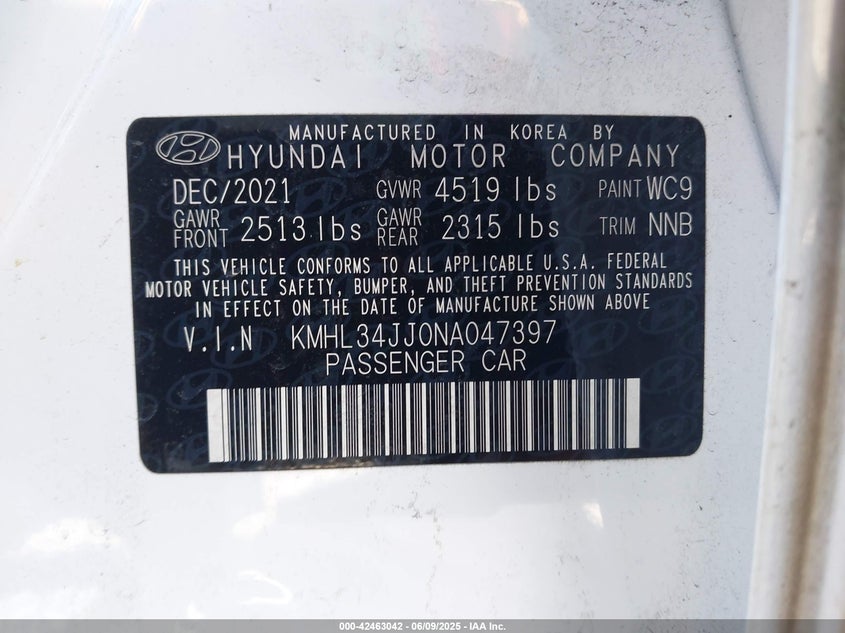 MANUFACTURED IN KOREA BY
HYUNDAI MOTOR COMPANY
DEC/2021 GVWR 4519 lbs PAINT WC9
GAWR FRONT 2513 lbs GAWR REAR 2315 lbs TRIM NNB
THIS VEHICLE CONFORMS TO ALL APPLICABLE U.S.A. FEDERAL
MOTOR VEHICLE SAFETY, BUMPER, AND THEFT PREVENTION STANDARDS
IN EFFECT ON THE DATE OF MANUFACTURE SHOWN ABOVE
V.I.N KMHL34JJ0NA047397
PASSENGER CAR
000-42463042 | 06/09/2025 | IAA Inc.